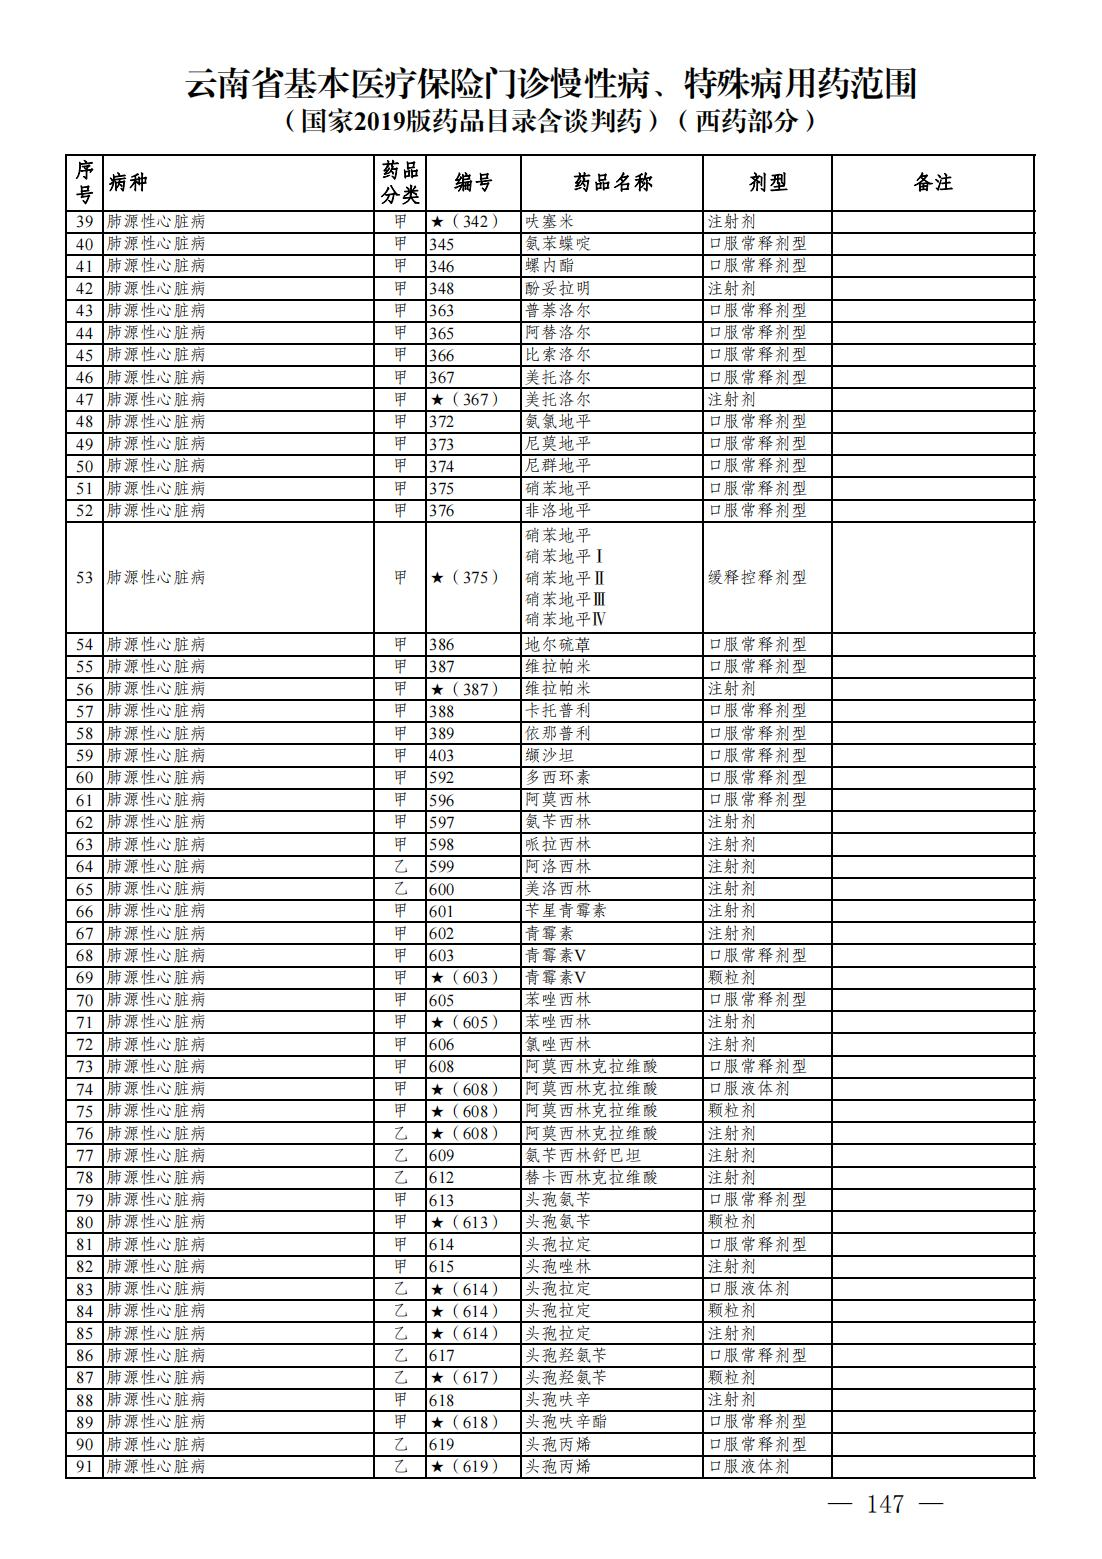 云南省基本医疗保险门诊慢性病、特殊病用药范围
（国家2019版药品目录含谈判药）（西药部分）
序号 病种 药品分类 编号 药品名称 剂型 备注
39 肺源性心脏病 甲 ★（342） 呋塞米 注射剂
40 肺源性心脏病 甲 345 氨苯蝶啶 口服常释剂型
41 肺源性心脏病 甲 346 螺内酯 口服常释剂型
42 肺源性心脏病 甲 348 酚妥拉明 注射剂
43 肺源性心脏病 甲 363 普萘洛尔 口服常释剂型
44 肺源性心脏病 甲 365 阿替洛尔 口服常释剂型
45 肺源性心脏病 甲 366 比索洛尔 口服常释剂型
46 肺源性心脏病 甲 367 美托洛尔 口服常释剂型
47 肺源性心脏病 甲 ★（367） 美托洛尔 注射剂
48 肺源性心脏病 甲 372 氨氯地平 口服常释剂型
49 肺源性心脏病 甲 373 尼莫地平 口服常释剂型
50 肺源性心脏病 甲 374 尼群地平 口服常释剂型
51 肺源性心脏病 甲 375 硝苯地平 口服常释剂型
52 肺源性心脏病 甲 376 非洛地平 口服常释剂型
53 肺源性心脏病 甲 ★（375） 硝苯地平
硝苯地平Ⅰ
硝苯地平Ⅱ
硝苯地平Ⅲ
硝苯地平Ⅳ 缓释控释剂型
54 肺源性心脏病 甲 386 地尔硫䓬 口服常释剂型
55 肺源性心脏病 甲 387 维拉帕米 口服常释剂型
56 肺源性心脏病 甲 ★（387） 维拉帕米 注射剂
57 肺源性心脏病 甲 388 卡托普利 口服常释剂型
58 肺源性心脏病 甲 389 依那普利 口服常释剂型
59 肺源性心脏病 甲 403 缬沙坦 口服常释剂型
60 肺源性心脏病 甲 592 多西环素 口服常释剂型
61 肺源性心脏病 甲 596 阿莫西林 口服常释剂型
62 肺源性心脏病 甲 597 氨苄西林 注射剂
63 肺源性心脏病 甲 598 哌拉西林 注射剂
64 肺源性心脏病 乙 599 阿洛西林 注射剂
65 肺源性心脏病 乙 600 美洛西林 注射剂
66 肺源性心脏病 甲 601 苄星青霉素 注射剂
67 肺源性心脏病 甲 602 青霉素 注射剂
68 肺源性心脏病 甲 603 青霉素V 口服常释剂型
69 肺源性心脏病 甲 ★（603） 青霉素V 颗粒剂
70 肺源性心脏病 甲 605 苯唑西林 口服常释剂型
71 肺源性心脏病 甲 ★（605） 苯唑西林 注射剂
72 肺源性心脏病 甲 606 氯唑西林 注射剂
73 肺源性心脏病 甲 608 阿莫西林克拉维酸 口服常释剂型
74 肺源性心脏病 甲 ★（608） 阿莫西林克拉维酸 口服液体剂
75 肺源性心脏病 甲 ★（608） 阿莫西林克拉维酸 颗粒剂
76 肺源性心脏病 乙 ★（608） 阿莫西林克拉维酸 注射剂
77 肺源性心脏病 乙 609 氨苄西林舒巴坦 注射剂
78 肺源性心脏病 乙 612 替卡西林克拉维酸 注射剂
79 肺源性心脏病 甲 613 头孢氨苄 口服常释剂型
80 肺源性心脏病 甲 ★（613） 头孢氨苄 颗粒剂
81 肺源性心脏病 甲 614 头孢拉定 口服常释剂型
82 肺源性心脏病 甲 615 头孢唑林 注射剂
83 肺源性心脏病 乙 ★（614） 头孢拉定 口服液体剂
84 肺源性心脏病 乙 ★（614） 头孢拉定 颗粒剂
85 肺源性心脏病 乙 ★（614） 头孢拉定 注射剂
86 肺源性心脏病 乙 617 头孢羟氨苄 口服常释剂型
87 肺源性心脏病 乙 ★（617） 头孢羟氨苄 颗粒剂
88 肺源性心脏病 甲 618 头孢呋辛 注射剂
89 肺源性心脏病 甲 ★（618） 头孢呋辛酯 口服常释剂型
90 肺源性心脏病 乙 619 头孢丙烯 口服常释剂型
91 肺源性心脏病 乙 ★（619） 头孢丙烯 口服液体剂
— 147 —